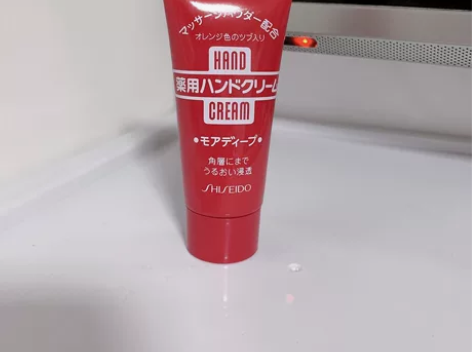 マッサージパウダー配合
オレンジ色のツブ入り
HAND
薬用ハンドクリーム
CREAM
•モアディープ•
角層にまで
うるおい浸透
SHISEIDO